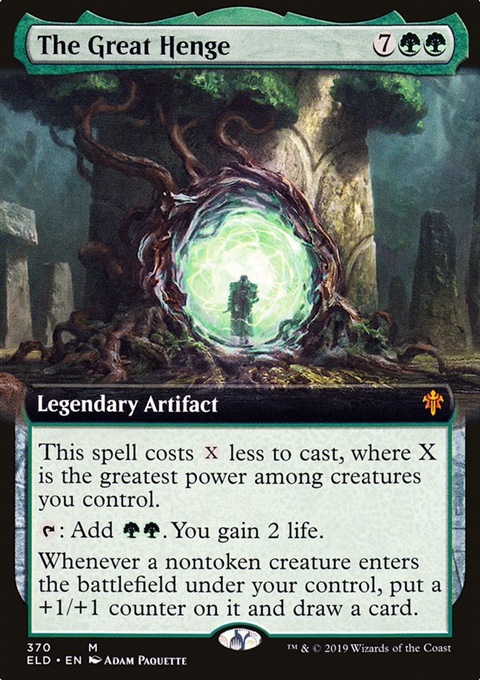 The Great Henge 7
Legendary Artifact
This spell costs X less to cast, where X
is the greatest power among creatures
you control.
: Add . You gain 2 life.
Whenever a nontoken creature enters
the battlefield under your control, put a
+1/+1 counter on it and draw a card.
370 M
ELD • EN Adam Paquette
™ & © 2019 Wizards of the Coast